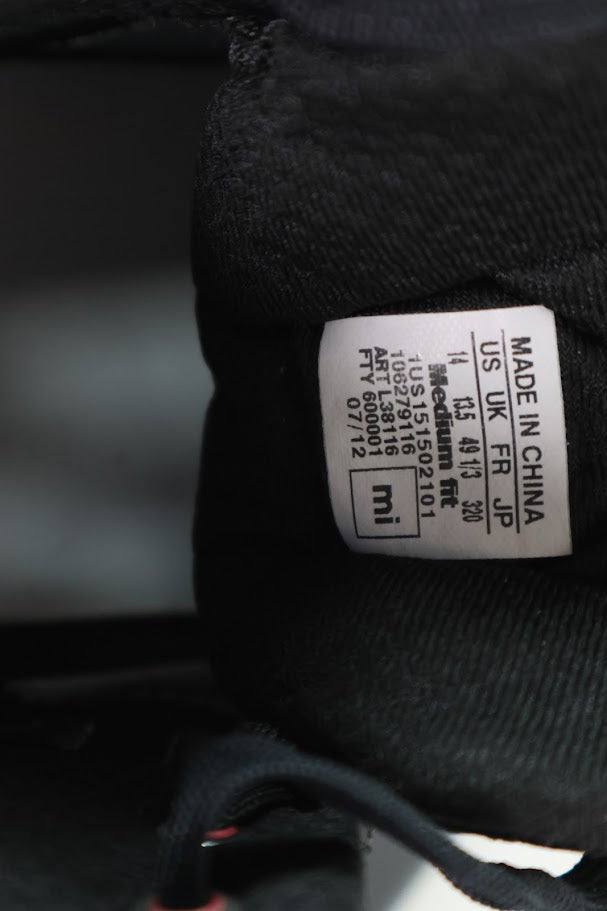 MADE IN CHINA
US UK FR JP
14 13.5 49 1/3 320
Medium fit
1US151502101
106279116
ART L38116
FTY 600001
07/12
mi